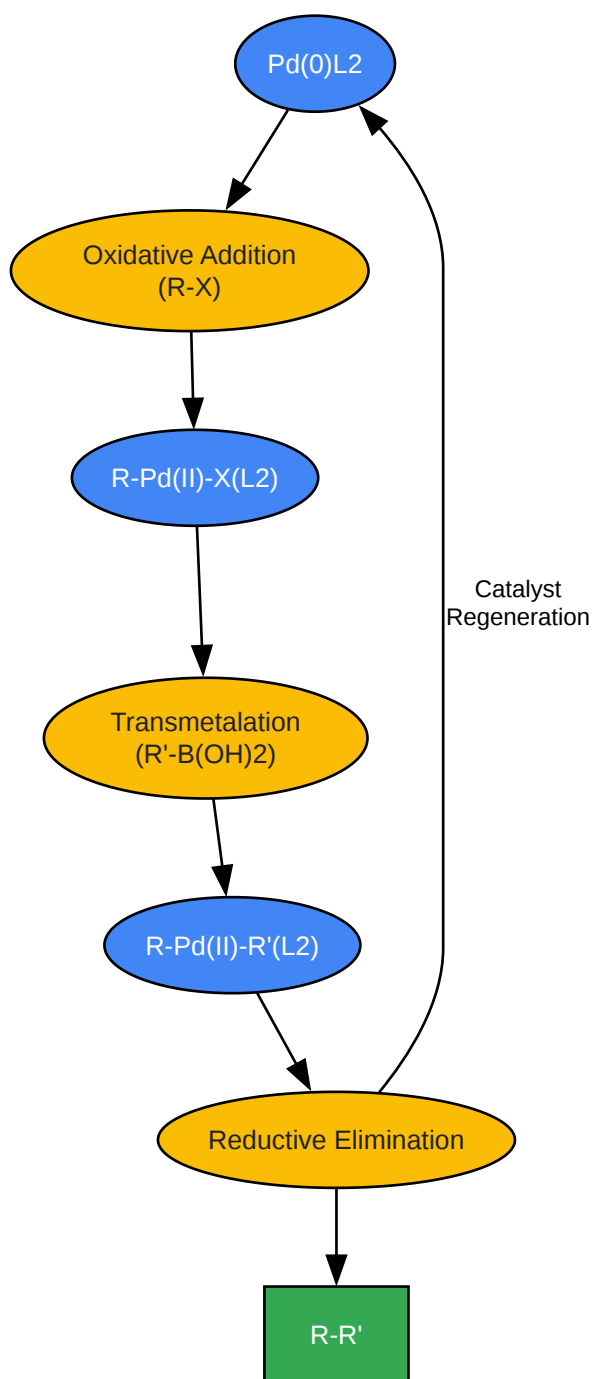 Pd(0)L2
Oxidative Addition
(R-X)
R-Pd(II)-X(L2)
Catalyst
Regeneration
Transmetalation
(R'-B(OH)2)
R-Pd(II)-R'(L2)
Reductive Elimination
R-R'